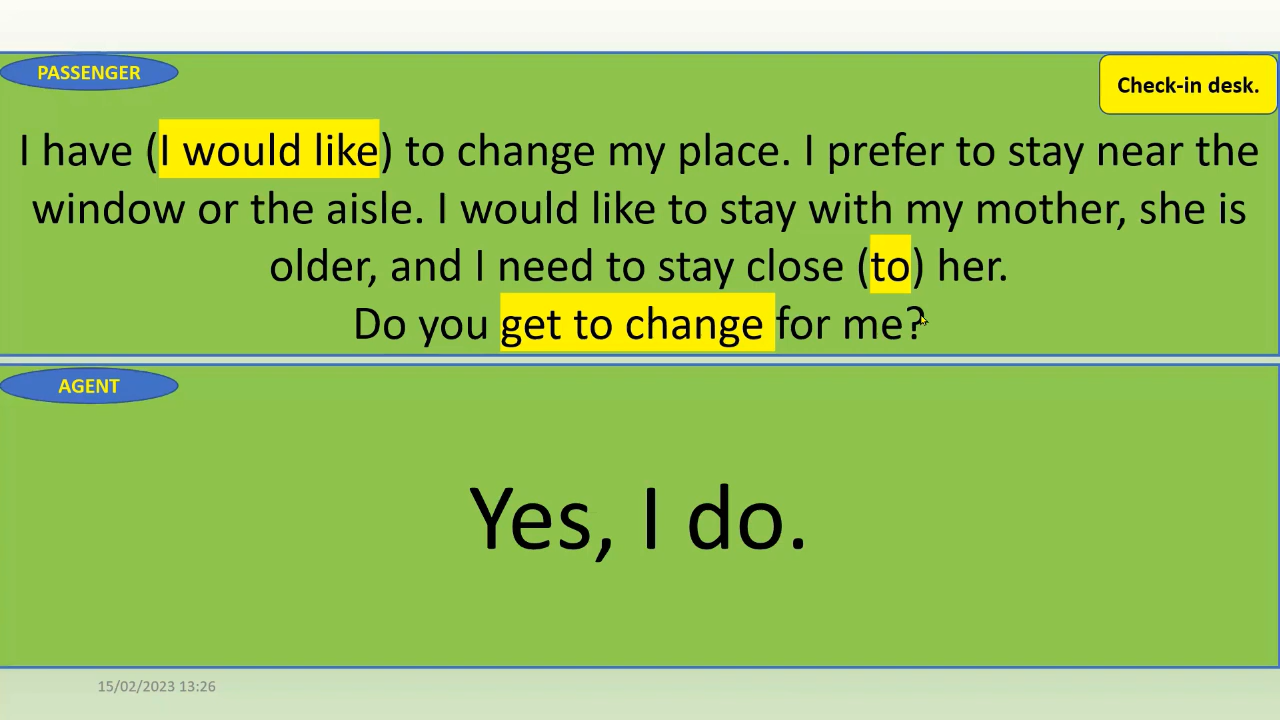 PASSENGER
Check-in desk.
I have (I would like) to change my place. I prefer to stay near the
window or the aisle. I would like to stay with my mother, she is
older, and I need to stay close (to) her.
Do you get to change for me?
AGENT
Yes, I do.
15/02/2023 13:26